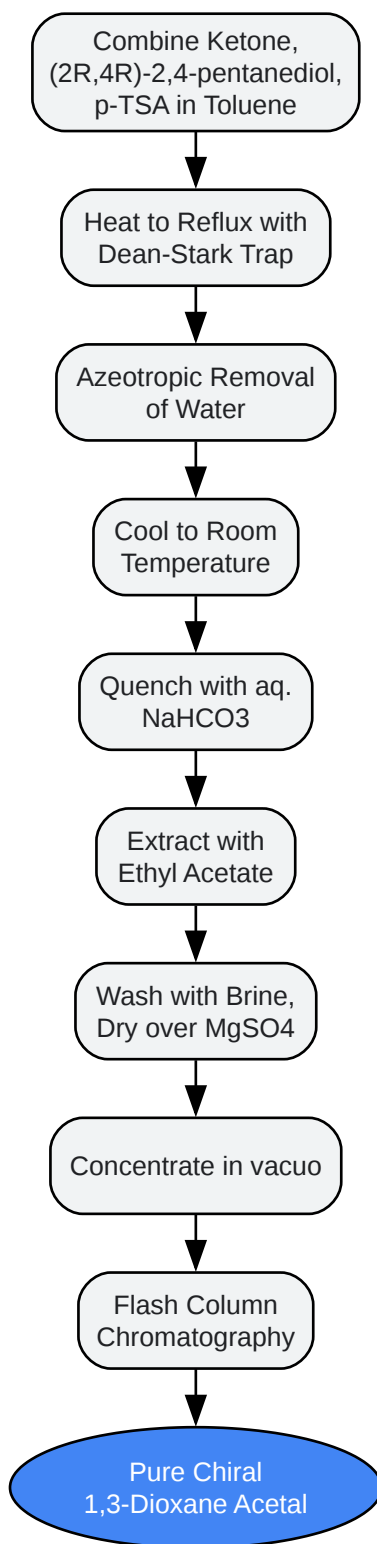 Combine Ketone,
(2R,4R)-2,4-pentanediol,
p-TSA in Toluene
Heat to Reflux with
Dean-Stark Trap
Azeotropic Removal
of Water
Cool to Room
Temperature
Quench with aq.
NaHCO3
Extract with
Ethyl Acetate
Wash with Brine,
Dry over MgSO4
Concentrate in vacuo
Flash Column
Chromatography
Pure Chiral
1,3-Dioxane Acetal